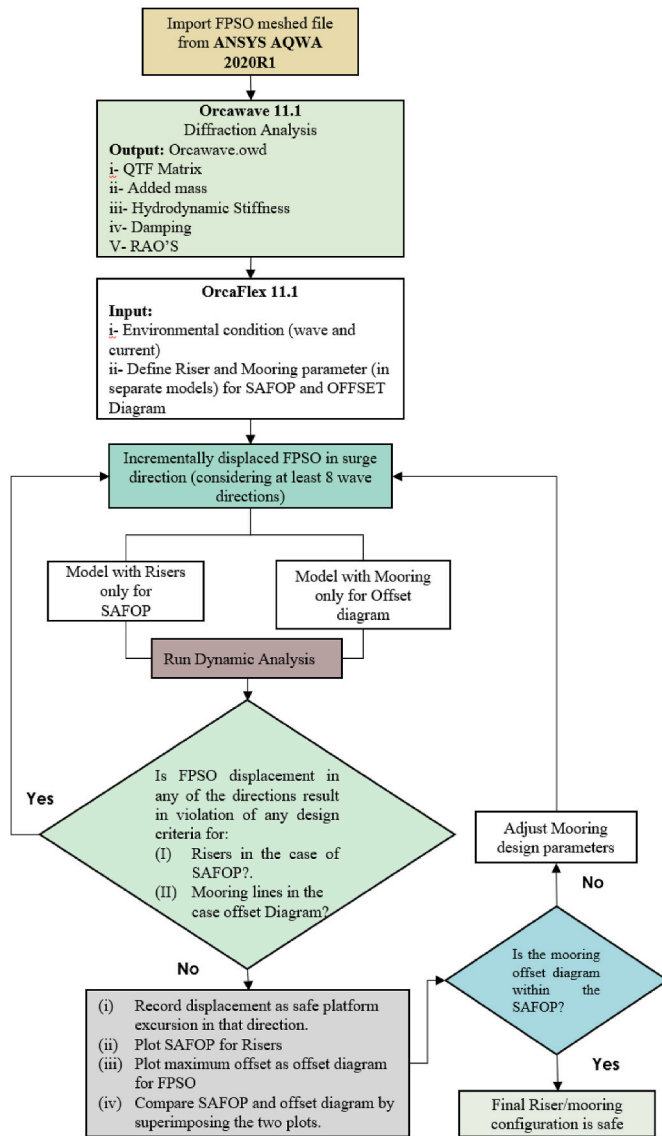 Import FPSO meshed file
from ANSYS AQWA
2020R1
Orcawave 11.1
Diffraction Analysis
Output: Orcawave.owd
i- QTF Matrix
ii- Added mass
iii- Hydrodynamic Stiffness
iv- Damping
V- RAO'S
OrcaFlex 11.1
Input:
i- Environmental condition (wave and
current)
ii- Define Riser and Mooring parameter (in
separate models) for SAFOP and OFFSET
Diagram
Incrementally displaced FPSO in surge
direction (considering at least 8 wave
directions)
Model with Risers
only for
SAFOP
Model with Mooring
only for Offset
diagram
Run Dynamic Analysis
Is FPSO displacement in
any of the directions result
in violation of any design
criteria for:
(I) Risers in the case of
SAFOP?.
(II) Mooring lines in the
case offset Diagram?
Yes
No
(i) Record displacement as safe platform
excursion in that direction.
(ii) Plot SAFOP for Risers
(iii) Plot maximum offset as offset diagram
for FPSO
(iv) Compare SAFOP and offset diagram by
superimposing the two plots.
Adjust Mooring
design parameters
No
Is the mooring
offset diagram
within the
SAFOP?
Yes
Final Riser/mooring
configuration is safe